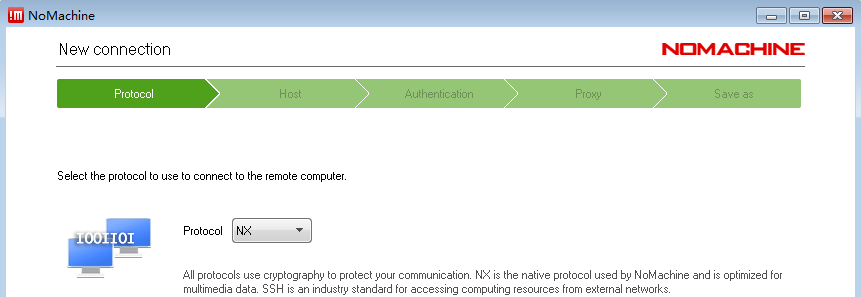 NoMachine
New connection
NOMACHINE
Protocol
Host
Authentication
Proxy
Save as
Select the protocol to use to connect to the remote computer.
IOOIIOI
Protocol
NX
All protocols use cryptography to protect your communication. NX is the native protocol used by NoMachine and is optimized for
multimedia data. SSH is an industry standard for accessing computing resources from external networks.